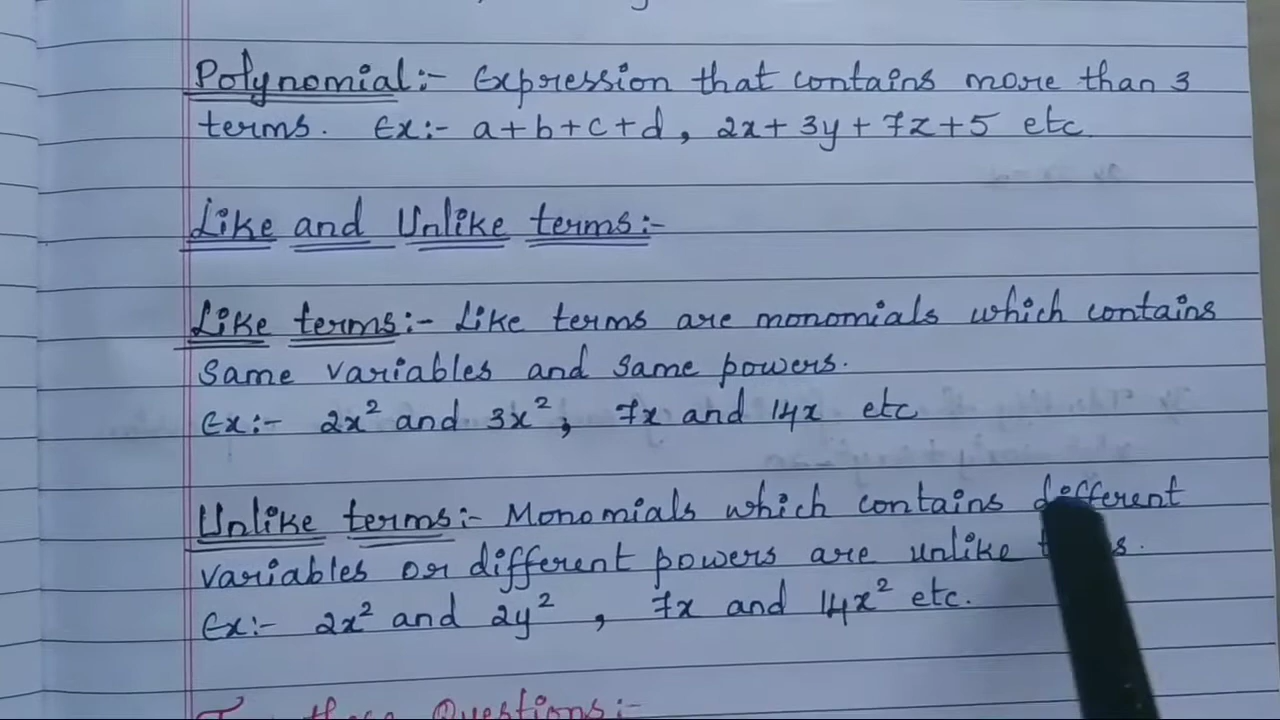 Polynomial:- Expression that contains more than 3
terms. Ex:- a+b+c+d, 2x+3y+7z+5 etc
Like and Unlike terms:-
Like terms:- Like terms are monomials which contains
same variables and same powers.
Ex:- 2x² and 3x², 7x and 14x etc
Unlike terms:- Monomials which contains different
variables or different powers are unlike
Ex:- 2x² and 2y², 7x and 14x² etc.
these Questions:-